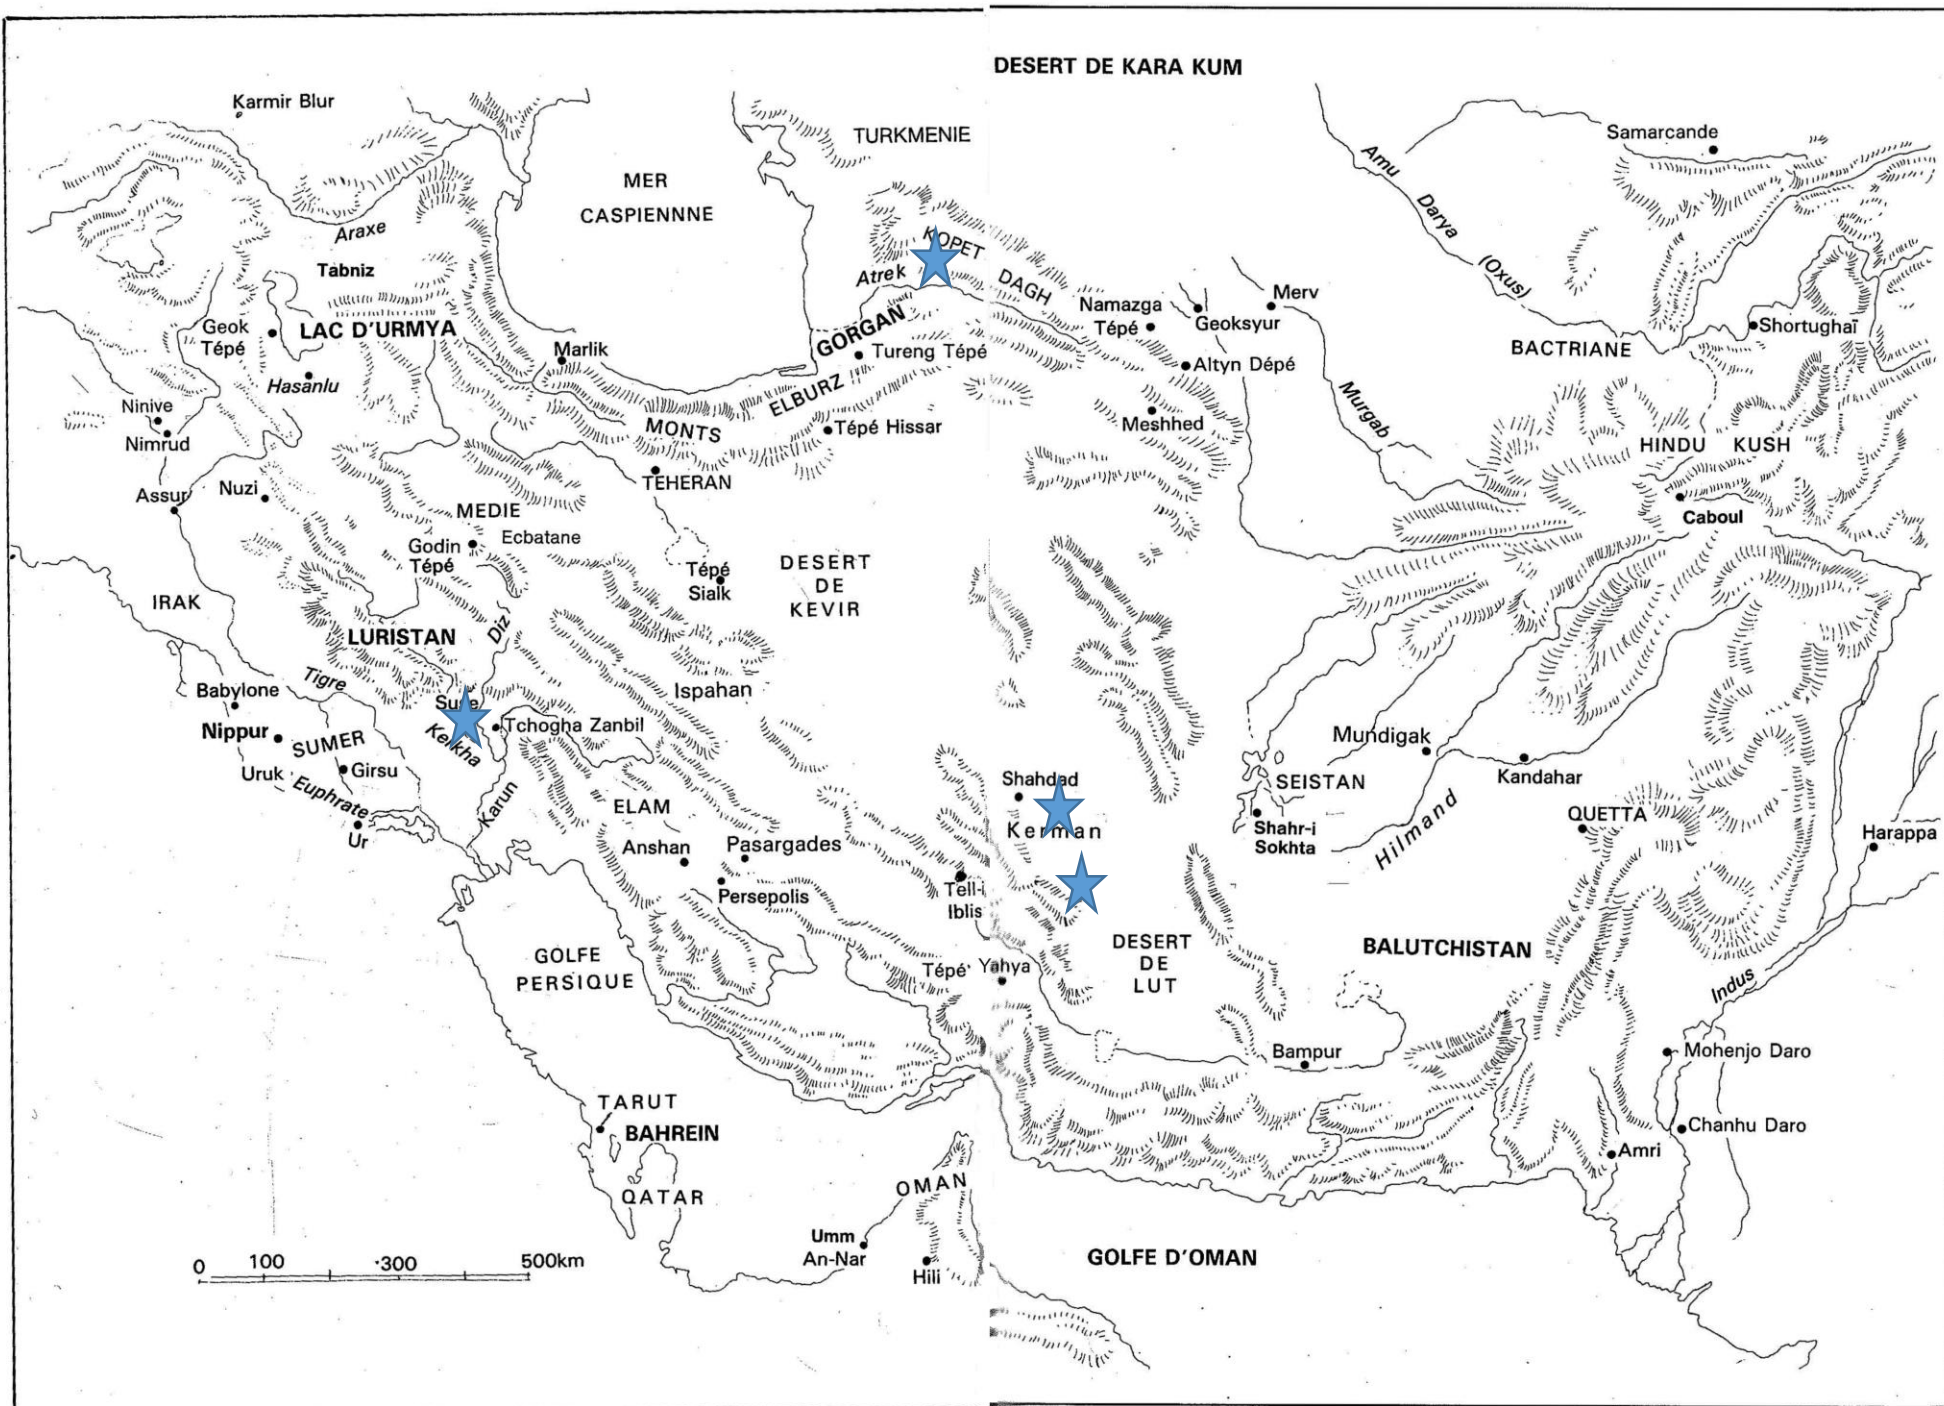 DESERT DE KARA KUM
Karmir Blur
TURKMENIE
Samarcande
MER
CASPIENNNE
Amu
Darya
(Oxus)
Araxe
Tabniz
KOPET
DAGH
Atrek
Namazga
Tépé
Geoksyur
Merv
Shortughaï
Geok
Tépé
LAC D'URMYA
GORGAN
Tureng Tépé
Marlik
Hasanlu
Altyn Dépé
BACTRIANE
Ninive
Nimrud
ELBURZ
MONTS
Tépé Hissar
Meshhed
Murgab
HINDU KUSH
TEHERAN
Assur
Nuzi
MEDIE
Caboul
Godin
Tépé
Ecbatane
Tépé
Sialk
DESERT
DE
KEVIR
IRAK
LURISTAN
Diz
Tigre
Babylone
Ispahan
Nippur
SUMER
Suse
Kerkha
Tchogha Zanbil
Uruk
Girsu
Euphrate
Ur
Karun
ELAM
Shahdad
Kerman
SEISTAN
Mundigak
Kandahar
Shahr-i
Sokhta
Hilmand
QUETTA
Harappa
Anshan
Pasargades
Persepolis
Tell-i
Iblis
DESERT
DE
LUT
BALUTCHISTAN
GOLFE
PERSIQUE
Tépé Yahya
Indus
Bampur
Mohenjo Daro
TARUT
BAHREIN
Chanhu Daro
Amri
QATAR
OMAN
Umm
An-Nar
Hili
GOLFE D'OMAN
0 100 300 500km